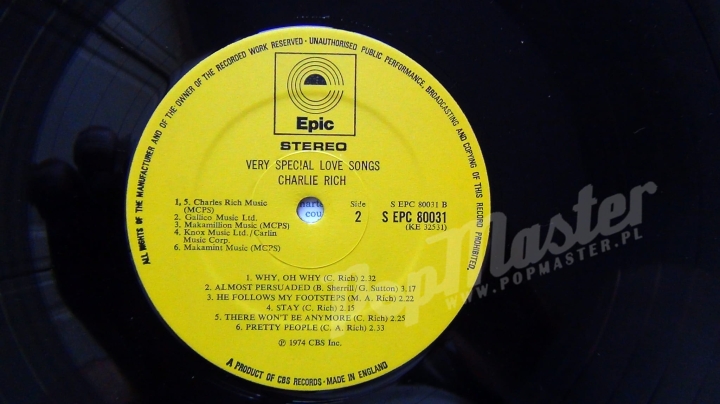 ALL RIGHTS OF THE MANUFACTURER AND OF THE OWNER OF THE RECORDED WORK RESERVED · UNAUTHORISED PUBLIC PERFORMANCE, BROADCASTING AND COPYING OF THIS RECORD PROHIBITED.
Epic
STEREO
VERY SPECIAL LOVE SONGS
CHARLIE RICH
1, 5. Charles Rich Music
(MCPS)
2. Gallico Music Ltd.
3. Makamillion Music (MCPS)
4. Knox Music Ltd./Carlin
Music Corp.
6. Makamint Music (MCPS)
cou
Side
2
S EPC 80031 B
S EPC 80031
(KE 32531)
1. WHY, OH WHY (C. Rich) 2.32
2. ALMOST PERSUADED (B. Sherrill/G. Sutton) 3.17
3. HE FOLLOWS MY FOOTSTEPS (M. A. Rich) 2.22
4. STAY (C. Rich) 2.15
5. THERE WON'T BE ANYMORE (C. Rich) 2.25
6. PRETTY PEOPLE (C. A. Rich) 2.33
℗ 1974 CBS Inc.
A PRODUCT OF CBS RECORDS · MADE IN ENGLAND
PopMaster
WWW.POPMASTER.PL